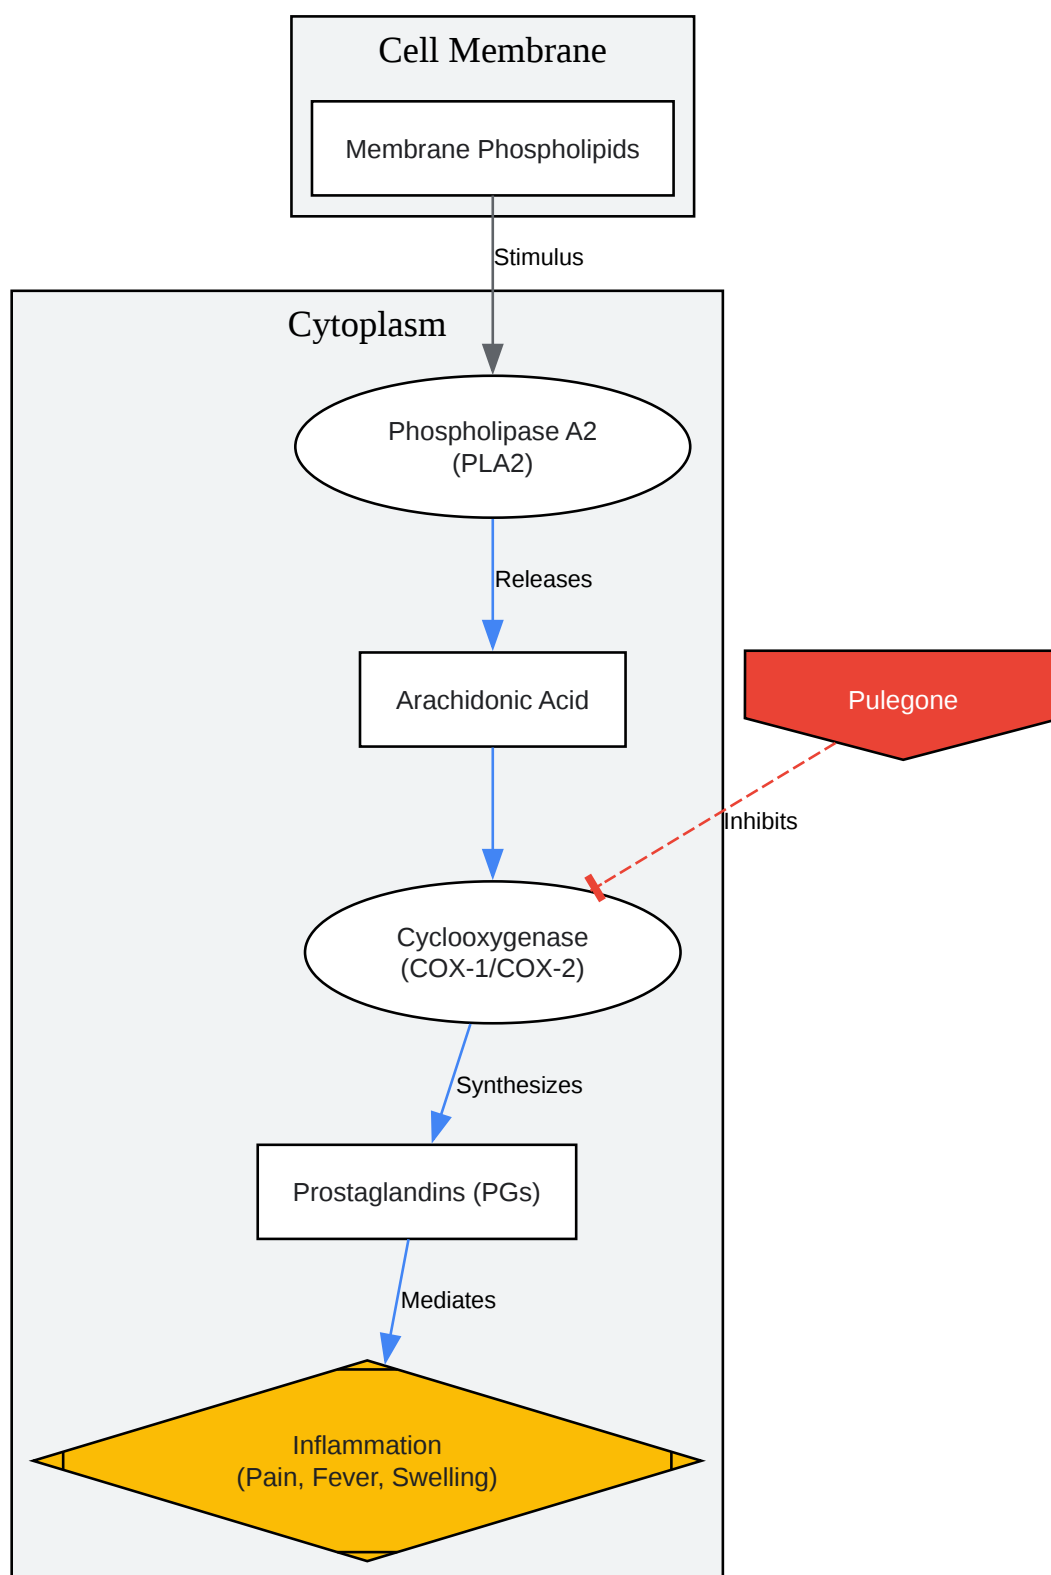 Cell Membrane
Membrane Phospholipids
Stimulus
Cytoplasm
Phospholipase A2
(PLA2)
Releases
Arachidonic Acid
Pulegone
Inhibits
Cyclooxygenase
(COX-1/COX-2)
Synthesizes
Prostaglandins (PGs)
Mediates
Inflammation
(Pain, Fever, Swelling)